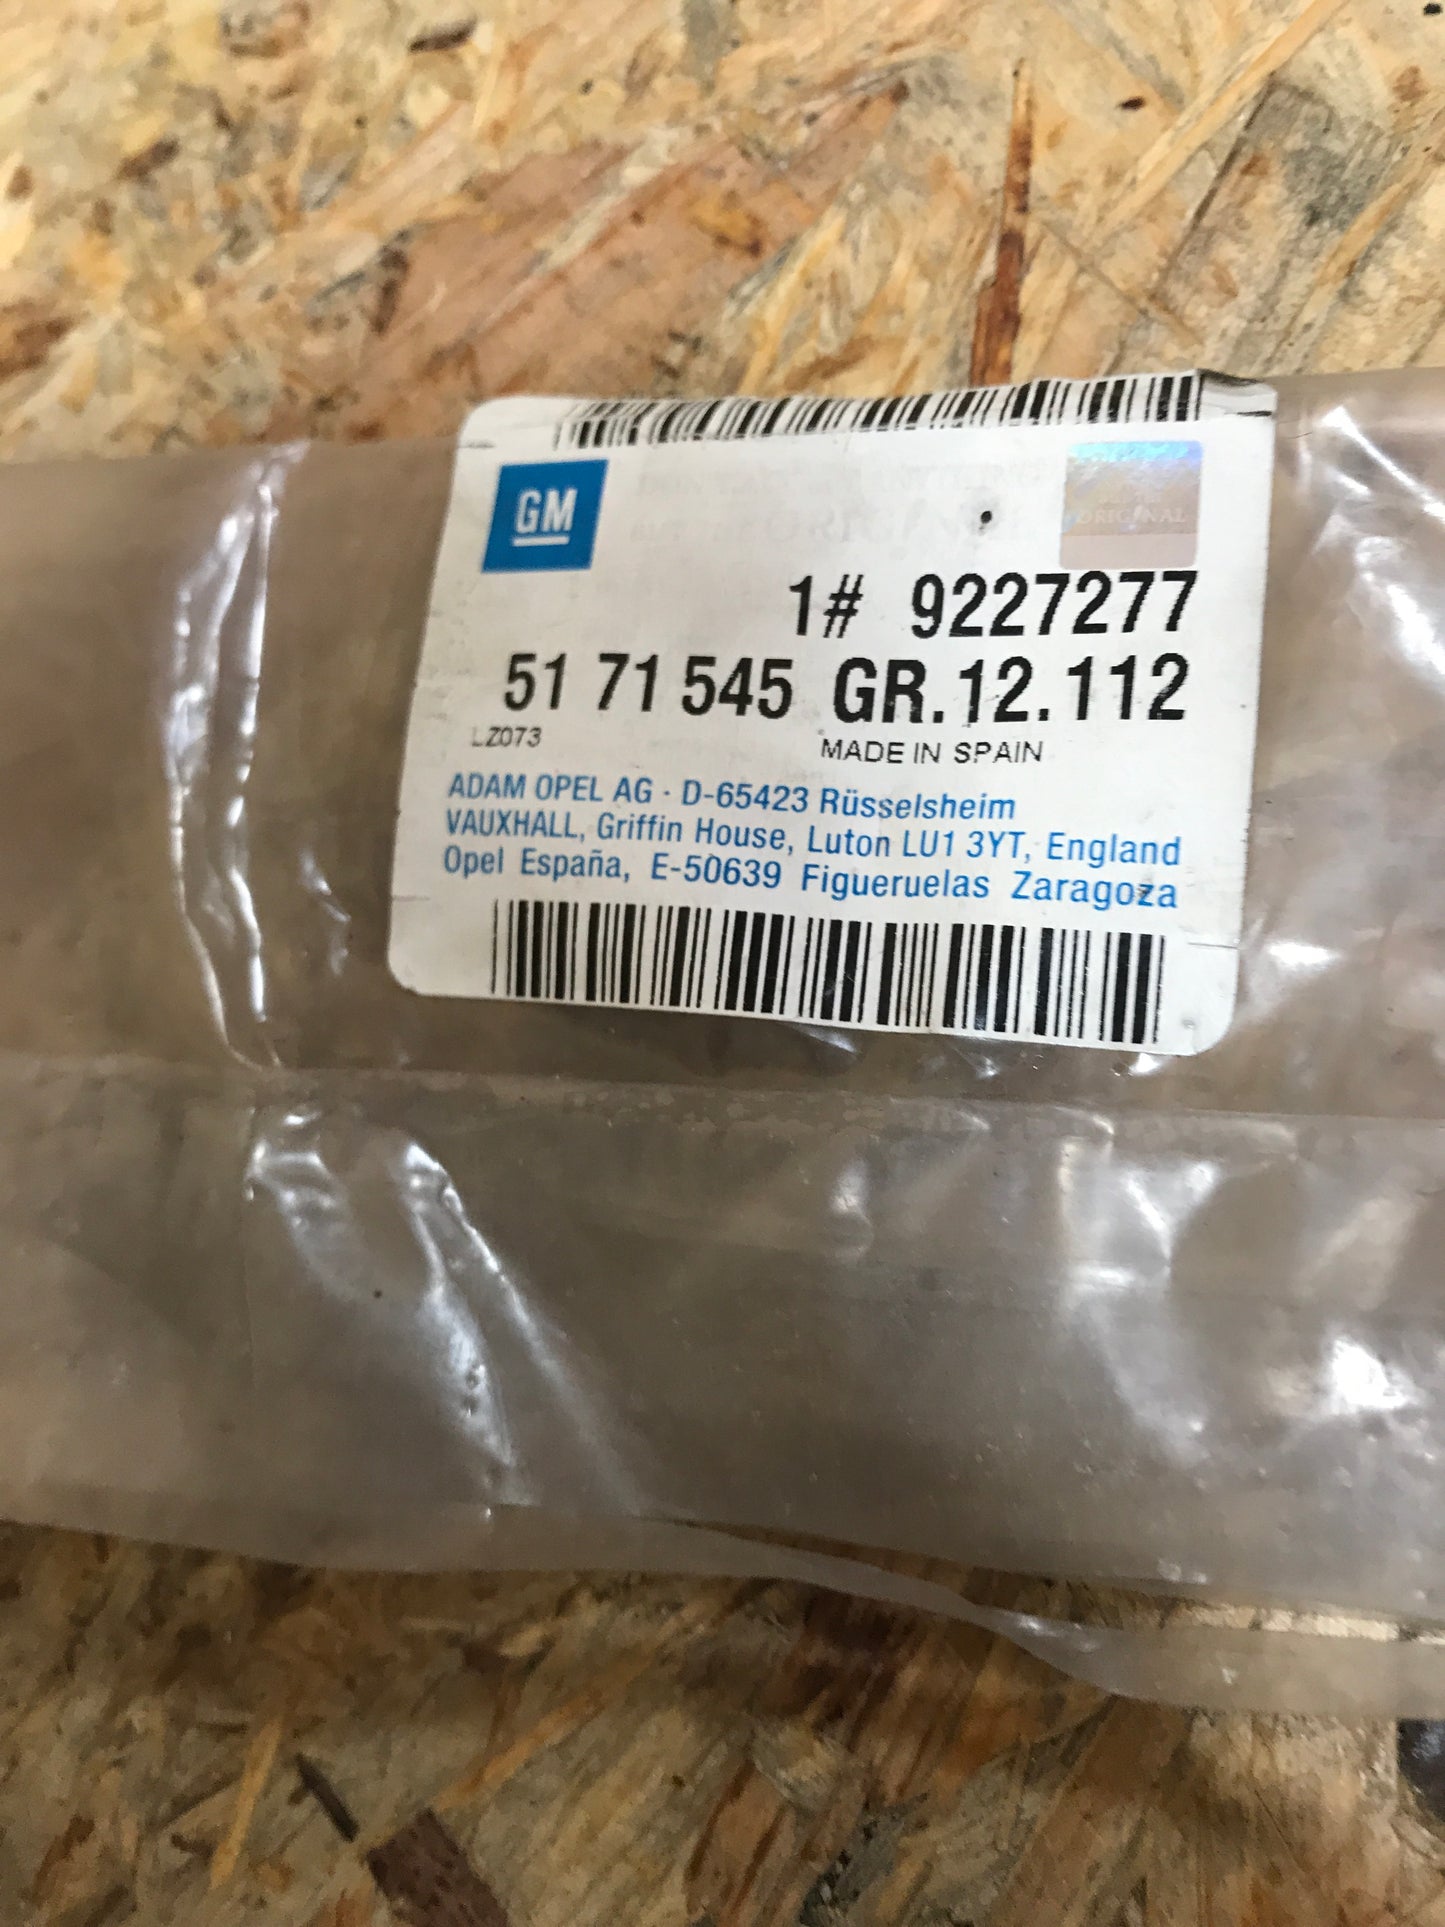 GM
ORIGINAL
1# 9227277
51 71 545 GR.12.112
LZ073
MADE IN SPAIN
ADAM OPEL AG · D-65423 Rüsselsheim
VAUXHALL, Griffin House, Luton LU1 3YT, England
Opel España, E-50639 Figueruelas Zaragoza